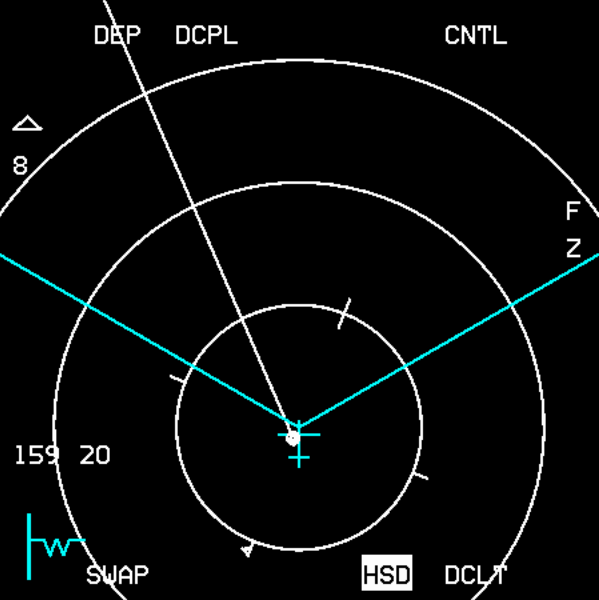 DEP DCPL CNTL
8
F
Z
159 20
SWAP HSD DCLT